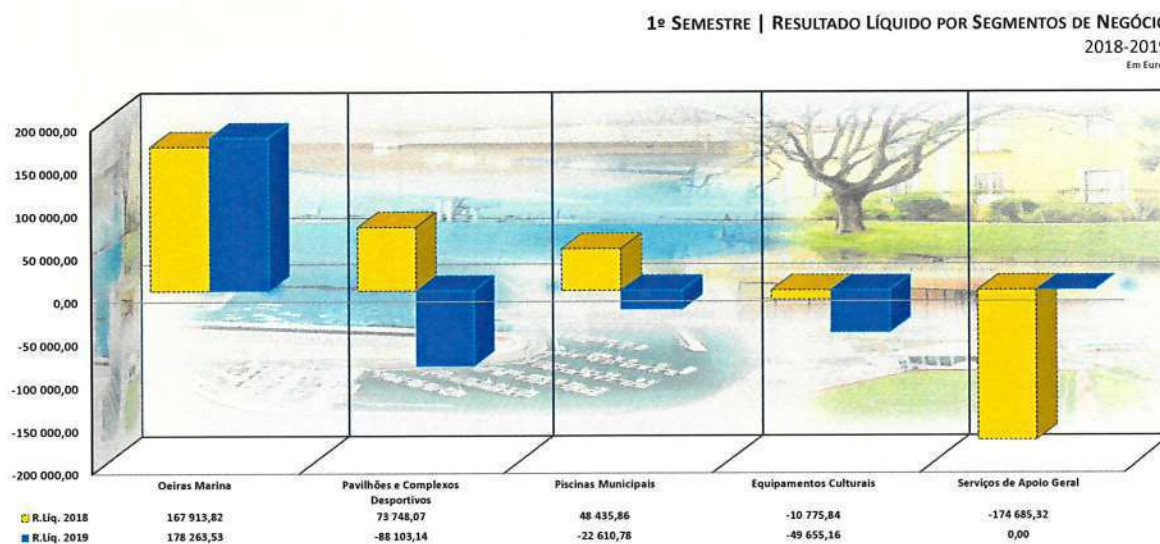 1º SEMESTRE | RESULTADO LÍQUIDO POR SEGMENTOS DE NEGÓCIO
2018-2019
Em Euro
200 000,00
150 000,00
100 000,00
50 000,00
0,00
-50 000,00
-100 000,00
-150 000,00
-200 000,00
Oeiras Marina Pavilhões e Complexos Desportivos Piscinas Municipais Equipamentos Culturais Serviços de Apoio Geral
R.Liq. 2018 167 913,82 73 748,07 48 435,86 -10 775,84 -174 685,32
R.Liq. 2019 178 263,53 -88 103,14 -22 610,78 -49 655,16 0,00